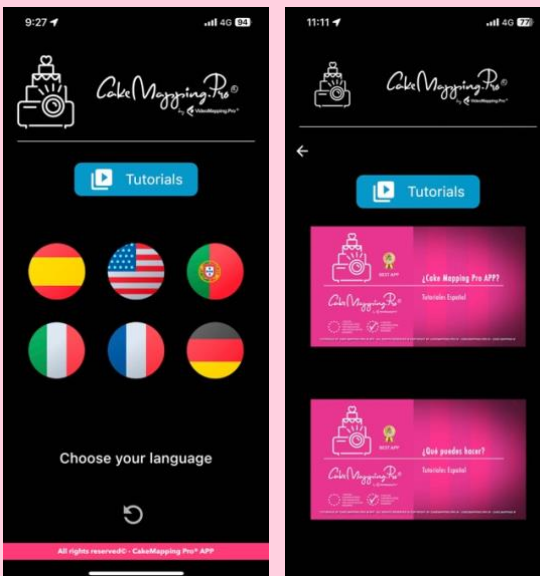 9:27
4G 94
CakeMapping.Pro®
by VideoMapping.Pro®
Tutorials
Choose your language
All rights reserved© - CakeMapping Pro® APP
11:11
4G 77
CakeMapping.Pro®
by VideoMapping.Pro®
Tutorials
BEST APP
¿Cake Mapping Pro APP?
CakeMapping.Pro®
Tutoriales Español
BEST APP
¿Qué puedes hacer?
CakeMapping.Pro®
Tutoriales Español